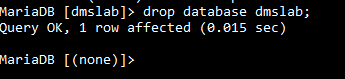 MariaDB [dmslab]> drop database dmslab;
Query OK, 1 row affected (0.015 sec)
MariaDB [(none)]>